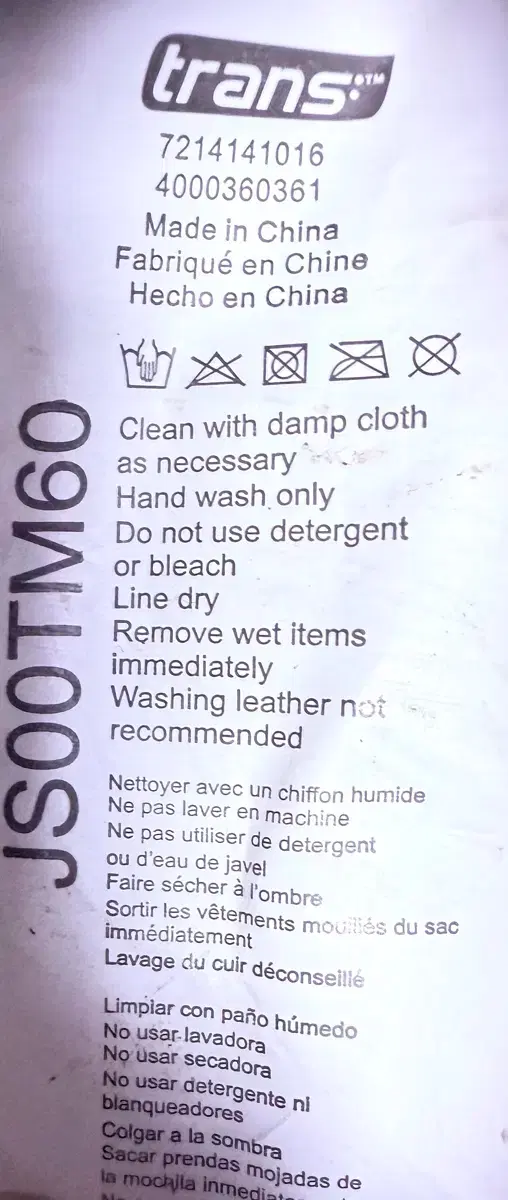 trans:™
7214141016
4000360361
Made in China
Fabriqué en Chine
Hecho en China
JS00TM60
Clean with damp cloth
as necessary
Hand wash only
Do not use detergent
or bleach
Line dry
Remove wet items
immediately
Washing leather not
recommended
Nettoyer avec un chiffon humide
Ne pas laver en machine
Ne pas utiliser de detergent
ou d'eau de javel
Faire sécher à l'ombre
Sortir les vêtements mouillés du sac
immédiatement
Lavage du cuir déconseillé
Limpiar con paño húmedo
No usar lavadora
No usar secadora
No usar detergente ni
blanqueadores
Colgar a la sombra
Sacar prendas mojadas de
la mochila